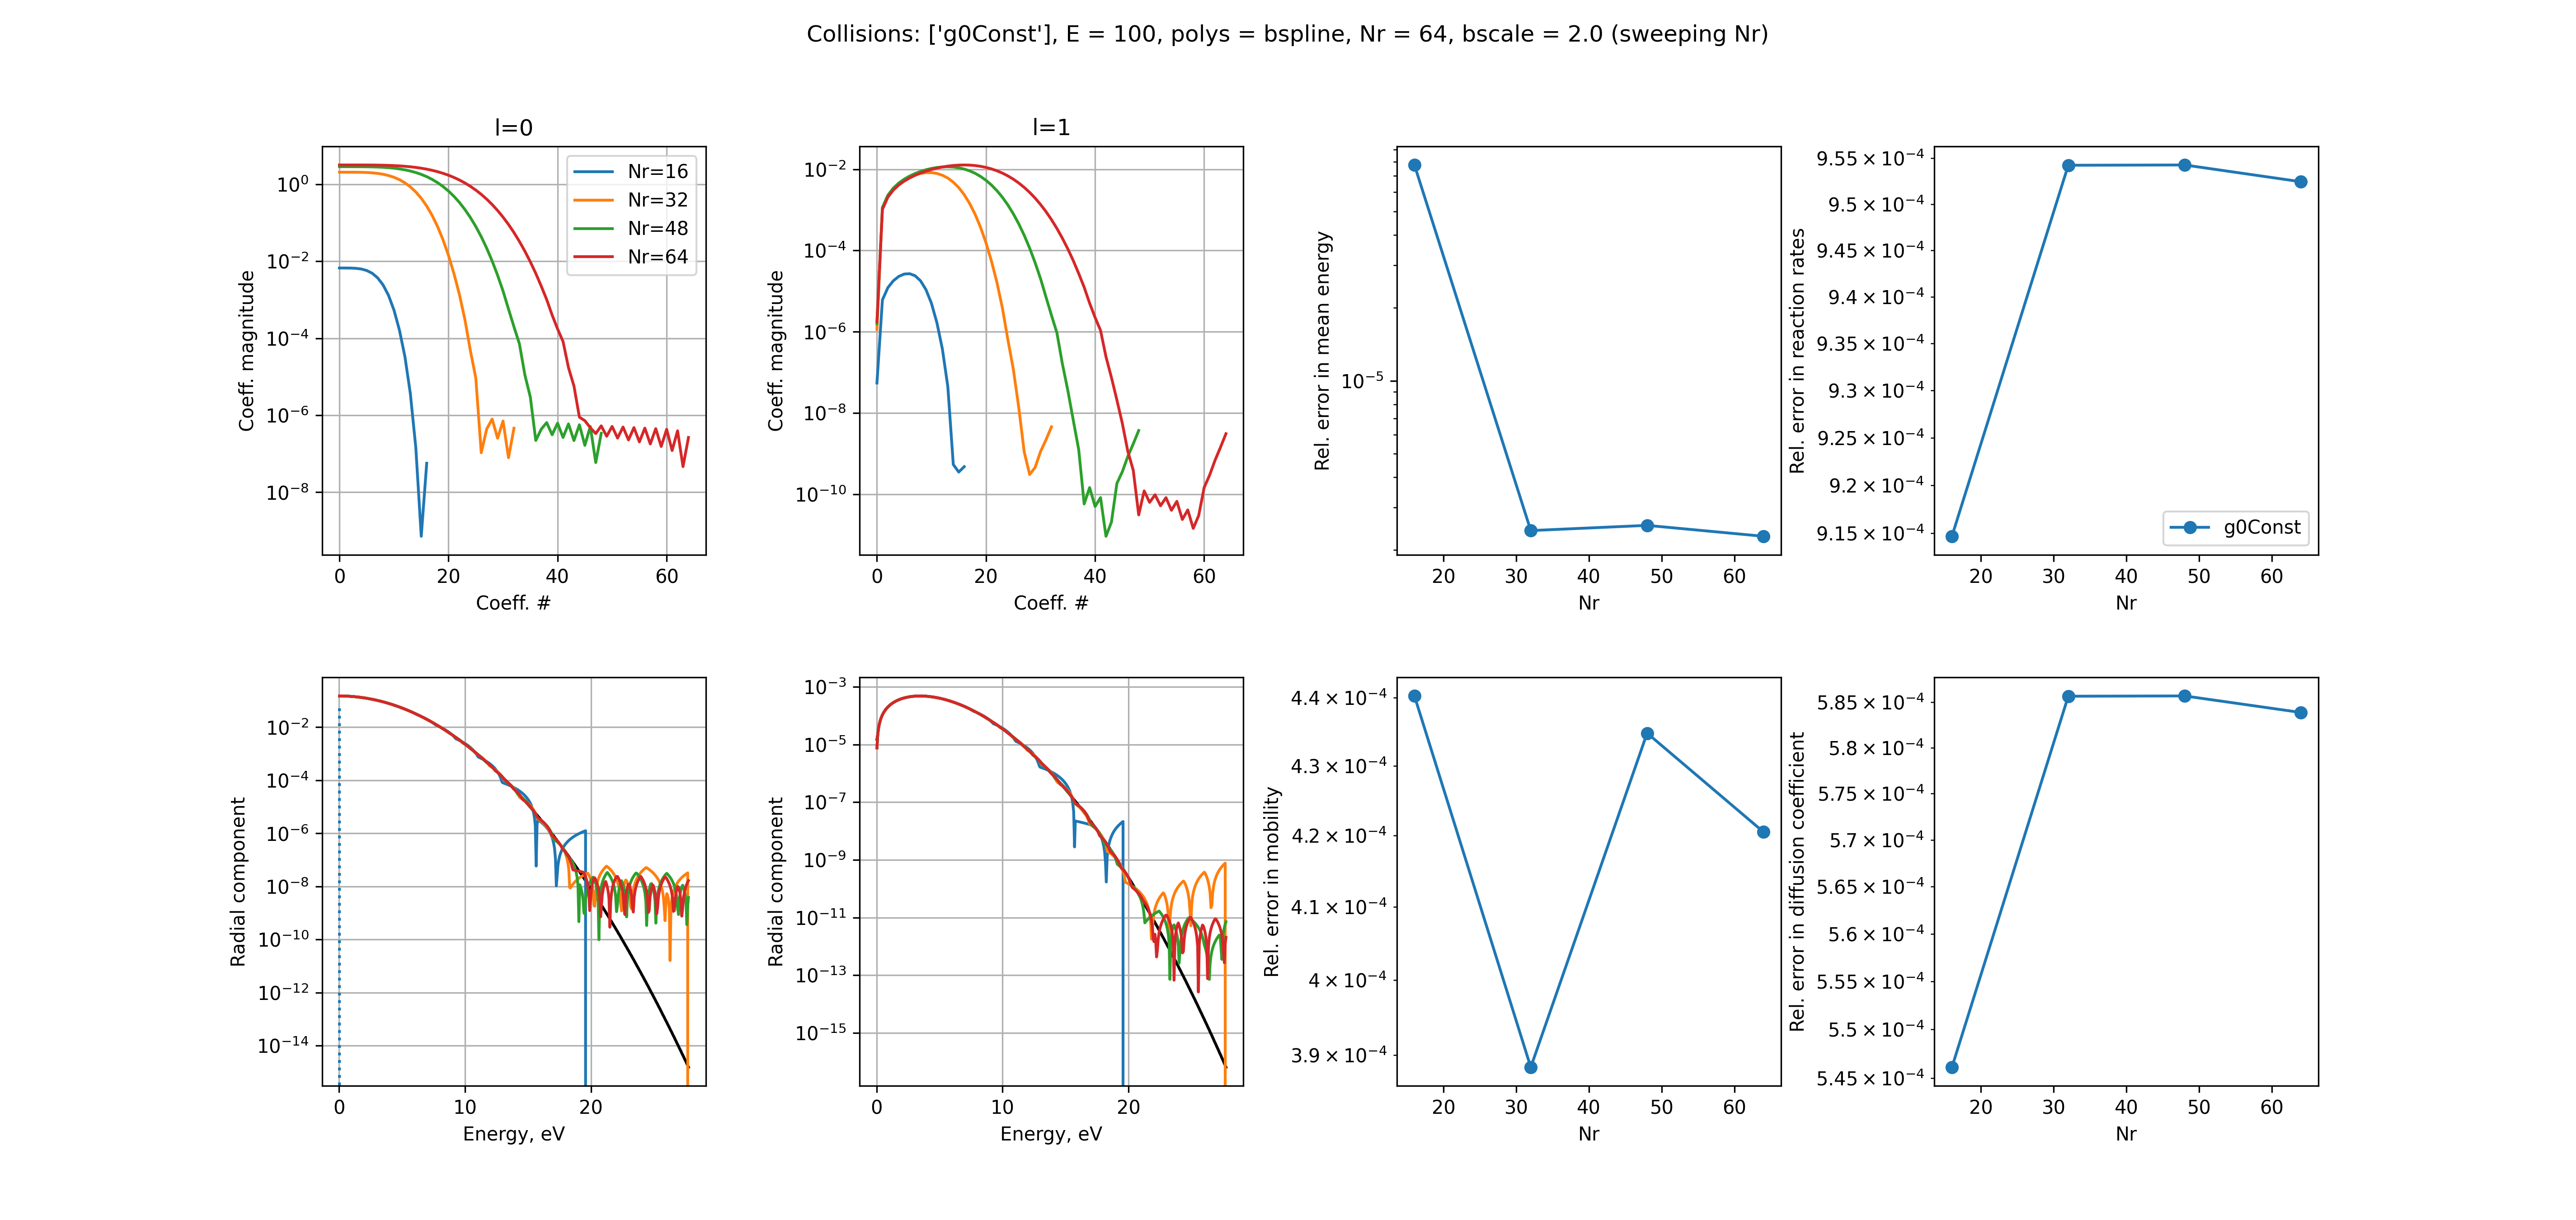 Collisions: ['g0Const'], E = 100, polys = bspline, Nr = 64, bscale = 2.0 (sweeping Nr)
l=0
Coeff. magnitude
10⁰
10⁻²
10⁻⁴
10⁻⁶
10⁻⁸
Nr=16
Nr=32
Nr=48
Nr=64
0 20 40 60
Coeff. #
l=1
Coeff. magnitude
10⁻²
10⁻⁴
10⁻⁶
10⁻⁸
10⁻¹⁰
0 20 40 60
Coeff. #
Rel. error in mean energy
10⁻⁵
20 30 40 50 60
Nr
Rel. error in reaction rates
9.55 × 10⁻⁴
9.5 × 10⁻⁴
9.45 × 10⁻⁴
9.4 × 10⁻⁴
9.35 × 10⁻⁴
9.3 × 10⁻⁴
9.25 × 10⁻⁴
9.2 × 10⁻⁴
9.15 × 10⁻⁴
g0Const
20 30 40 50 60
Nr
Radial component
10⁻²
10⁻⁴
10⁻⁶
10⁻⁸
10⁻¹⁰
10⁻¹²
10⁻¹⁴
0 10 20
Energy, eV
Radial component
10⁻³
10⁻⁵
10⁻⁷
10⁻⁹
10⁻¹¹
10⁻¹³
10⁻¹⁵
0 10 20
Energy, eV
Rel. error in mobility
4.4 × 10⁻⁴
4.3 × 10⁻⁴
4.2 × 10⁻⁴
4.1 × 10⁻⁴
4 × 10⁻⁴
3.9 × 10⁻⁴
20 30 40 50 60
Nr
Rel. error in diffusion coefficient
5.85 × 10⁻⁴
5.8 × 10⁻⁴
5.75 × 10⁻⁴
5.7 × 10⁻⁴
5.65 × 10⁻⁴
5.6 × 10⁻⁴
5.55 × 10⁻⁴
5.5 × 10⁻⁴
5.45 × 10⁻⁴
20 30 40 50 60
Nr